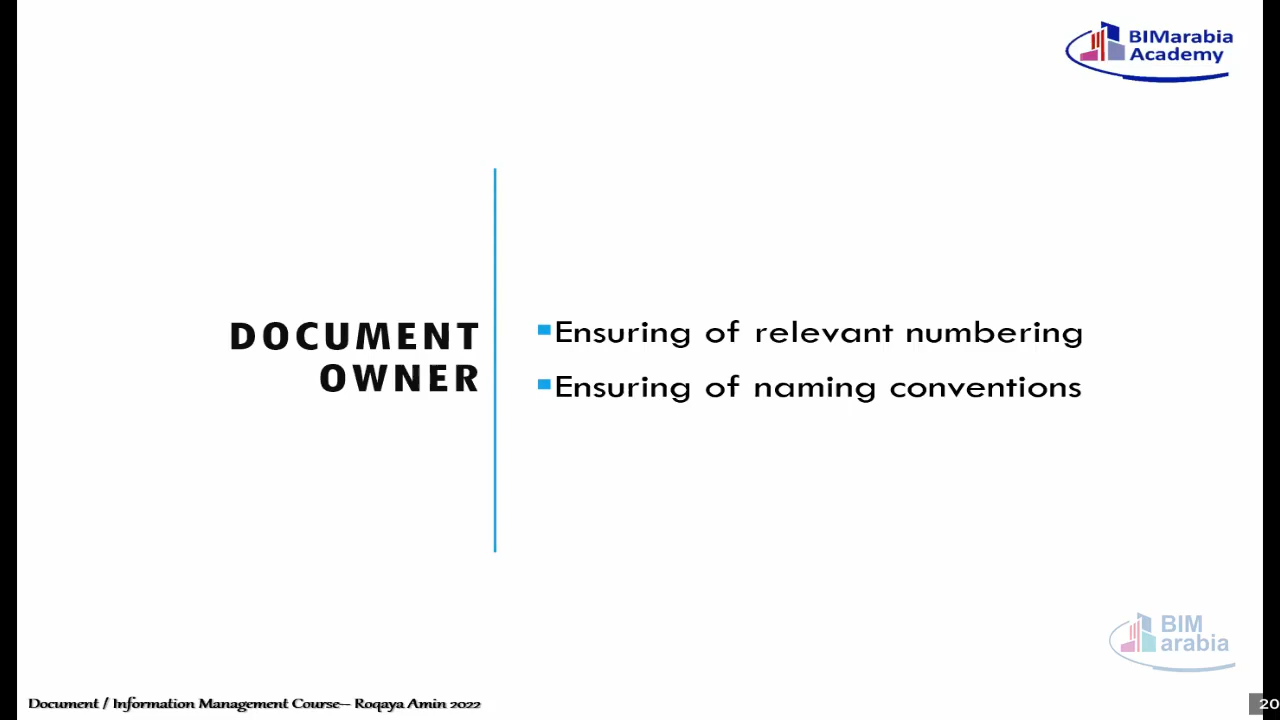 BIMarabia
Academy
DOCUMENT
OWNER
Ensuring of relevant numbering
Ensuring of naming conventions
BIM
arabia
Document / Information Management Course-- Roqaya Amin 2022
20